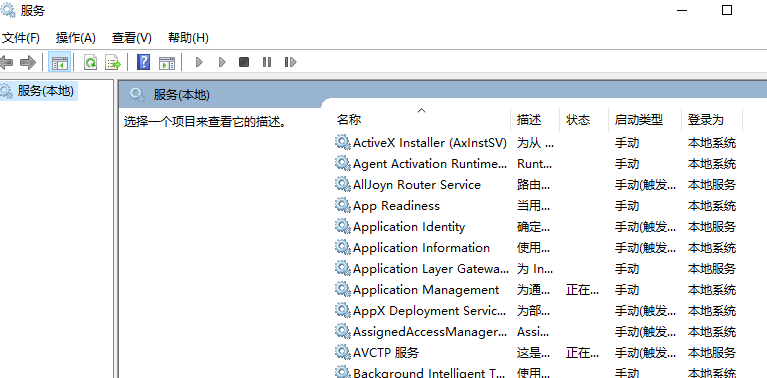 服务
文件(F) 操作(A) 查看(V) 帮助(H)
服务(本地)
服务(本地)
选择一个项目来查看它的描述。
名称 描述 状态 启动类型 登录为
ActiveX Installer (AxInstSV) 为从 ... 手动 本地系统
Agent Activation Runtime... Runt... 手动 本地系统
AllJoyn Router Service 路由... 手动(触发... 本地服务
App Readiness 当用... 手动 本地系统
Application Identity 确定... 手动(触发... 本地服务
Application Information 使用... 手动(触发... 本地系统
Application Layer Gatewa... 为 In... 手动 本地服务
Application Management 为通... 正在... 手动 本地系统
AppX Deployment Servic... 为部... 手动(触发... 本地系统
AssignedAccessManager... Assi... 手动(触发... 本地系统
AVCTP 服务 这是... 正在... 手动(触发... 本地服务
Background Intelligent T... 使用... 手动 本地系统